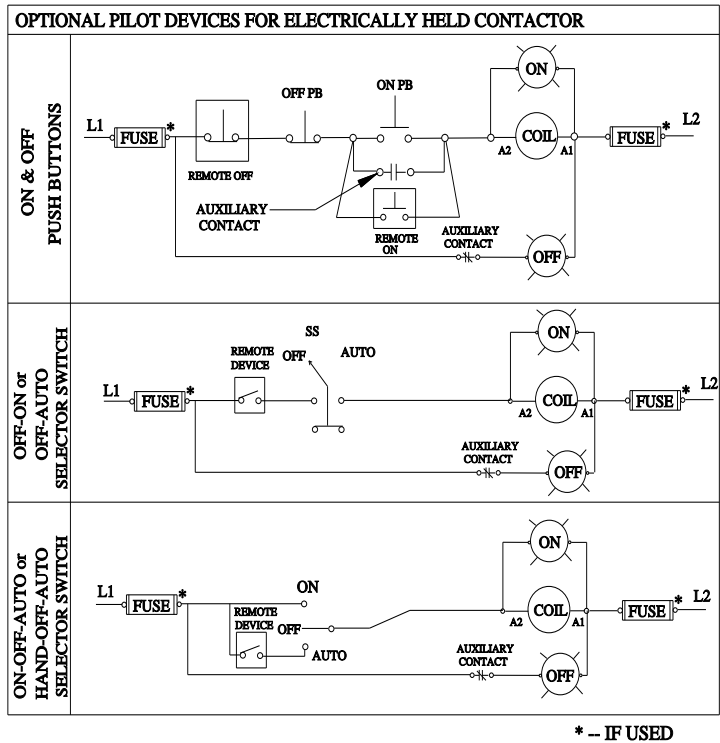 OPTIONAL PILOT DEVICES FOR ELECTRICALLY HELD CONTACTOR
ON & OFF
PUSH BUTTONS
L1
FUSE
*
REMOTE OFF
OFF PB
ON PB
AUXILIARY
CONTACT
REMOTE
ON
AUXILIARY
CONTACT
ON
COIL
A2
A1
OFF
FUSE
*
L2
OFF-ON or
OFF-AUTO
SELECTOR SWITCH
L1
FUSE
*
REMOTE
DEVICE
SS
OFF
AUTO
AUXILIARY
CONTACT
ON
COIL
A2
A1
OFF
FUSE
*
L2
ON-OFF-AUTO or
HAND-OFF-AUTO
SELECTOR SWITCH
L1
FUSE
*
ON
REMOTE
DEVICE
OFF
AUTO
AUXILIARY
CONTACT
ON
COIL
A2
A1
OFF
FUSE
*
L2
* -- IF USED